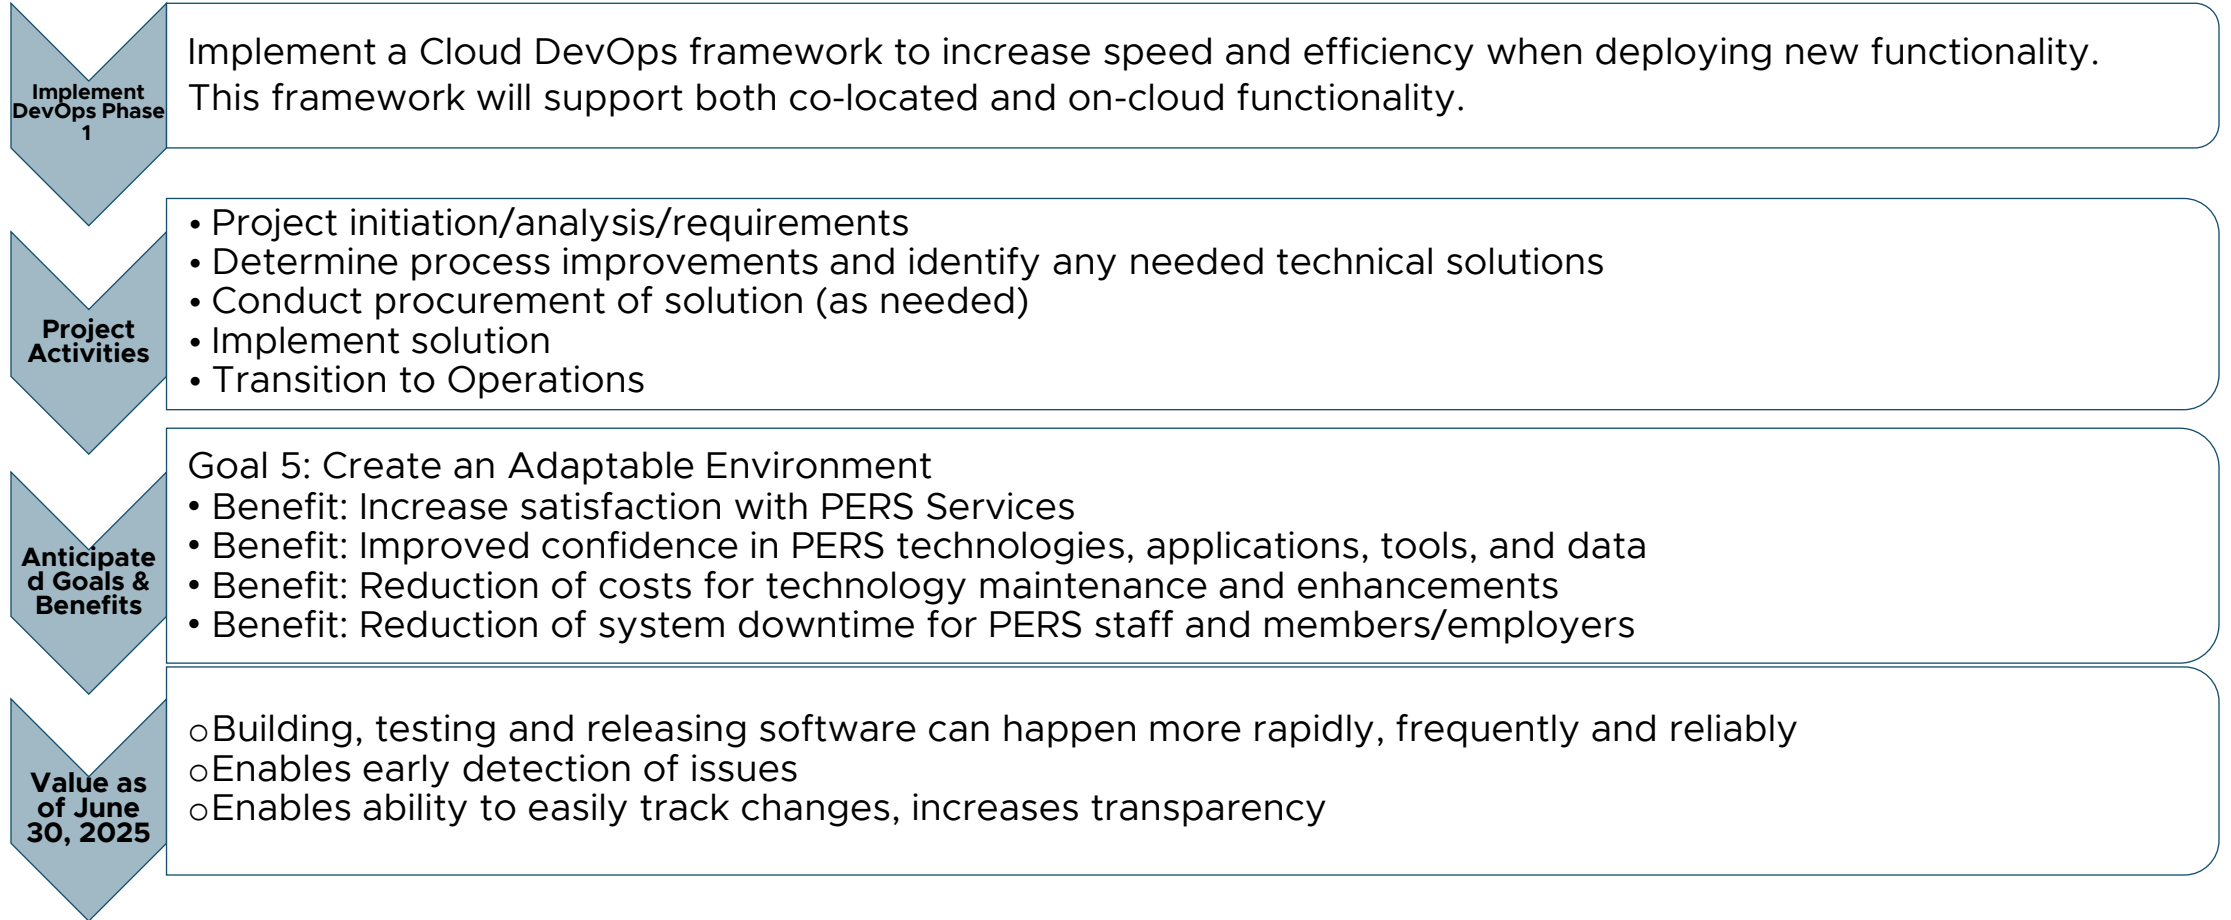 Implement
DevOps Phase
1
Implement a Cloud DevOps framework to increase speed and efficiency when deploying new functionality.
This framework will support both co-located and on-cloud functionality.
Project
Activities
• Project initiation/analysis/requirements
• Determine process improvements and identify any needed technical solutions
• Conduct procurement of solution (as needed)
• Implement solution
• Transition to Operations
Anticipate
d Goals &
Benefits
Goal 5: Create an Adaptable Environment
• Benefit: Increase satisfaction with PERS Services
• Benefit: Improved confidence in PERS technologies, applications, tools, and data
• Benefit: Reduction of costs for technology maintenance and enhancements
• Benefit: Reduction of system downtime for PERS staff and members/employers
Value as
of June
30, 2025
oBuilding, testing and releasing software can happen more rapidly, frequently and reliably
oEnables early detection of issues
oEnables ability to easily track changes, increases transparency